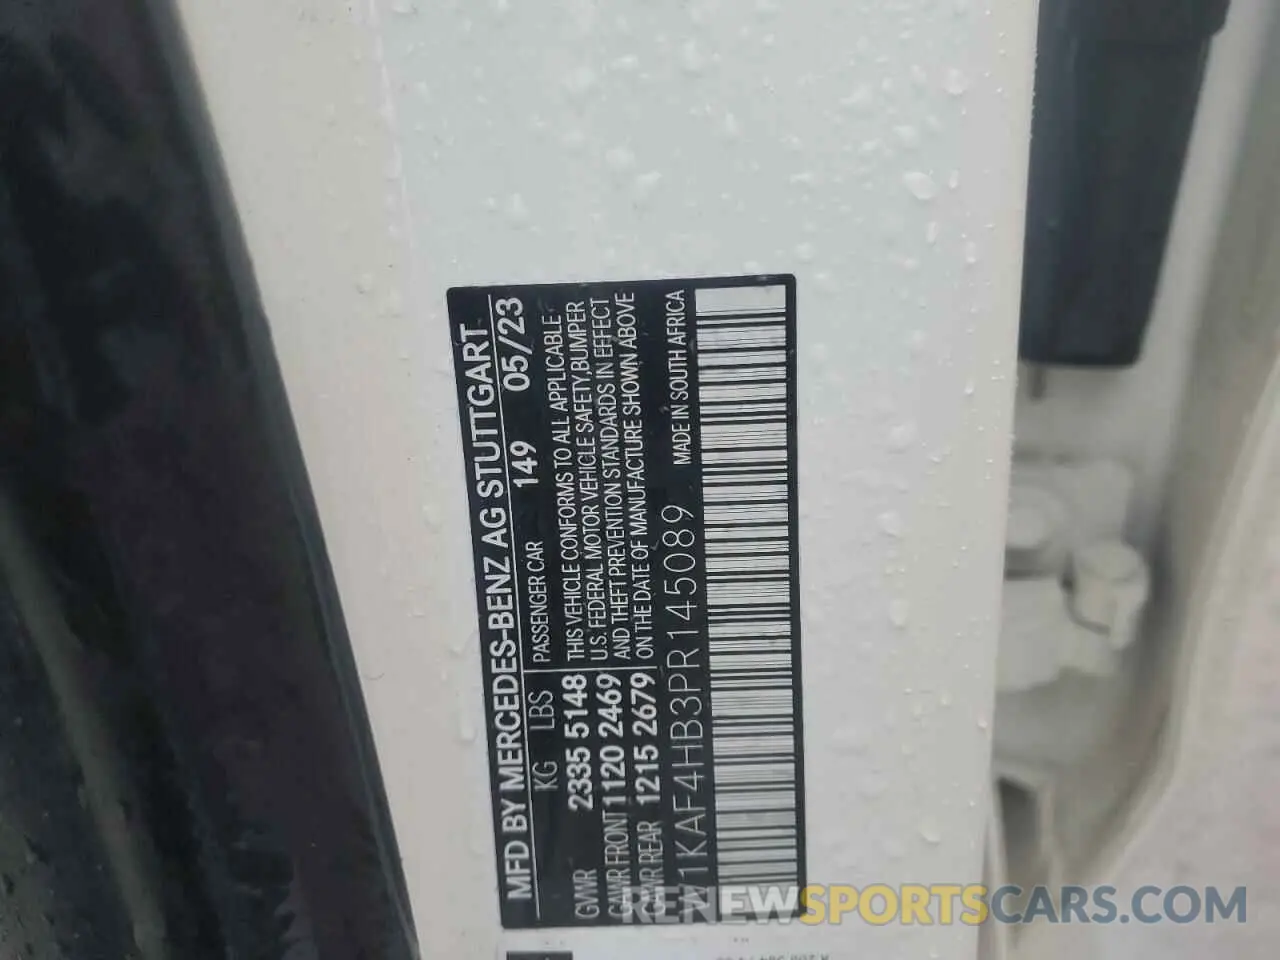 MFD BY MERCEDES-BENZ AG STUTTGART
KG LBS PASSENGER CAR 149 05/23
GVWR 2335 5148 THIS VEHICLE CONFORMS TO ALL APPLICABLE
GAWR FRONT 1120 2469 U.S. FEDERAL MOTOR VEHICLE SAFETY, BUMPER
AND THEFT PREVENTION STANDARDS IN EFFECT
GAWR REAR 1215 2679 ON THE DATE OF MANUFACTURE SHOWN ABOVE
W1KAF4HB3PR145089 MADE IN SOUTH AFRICA
RENEWSPORTSCARS.COM